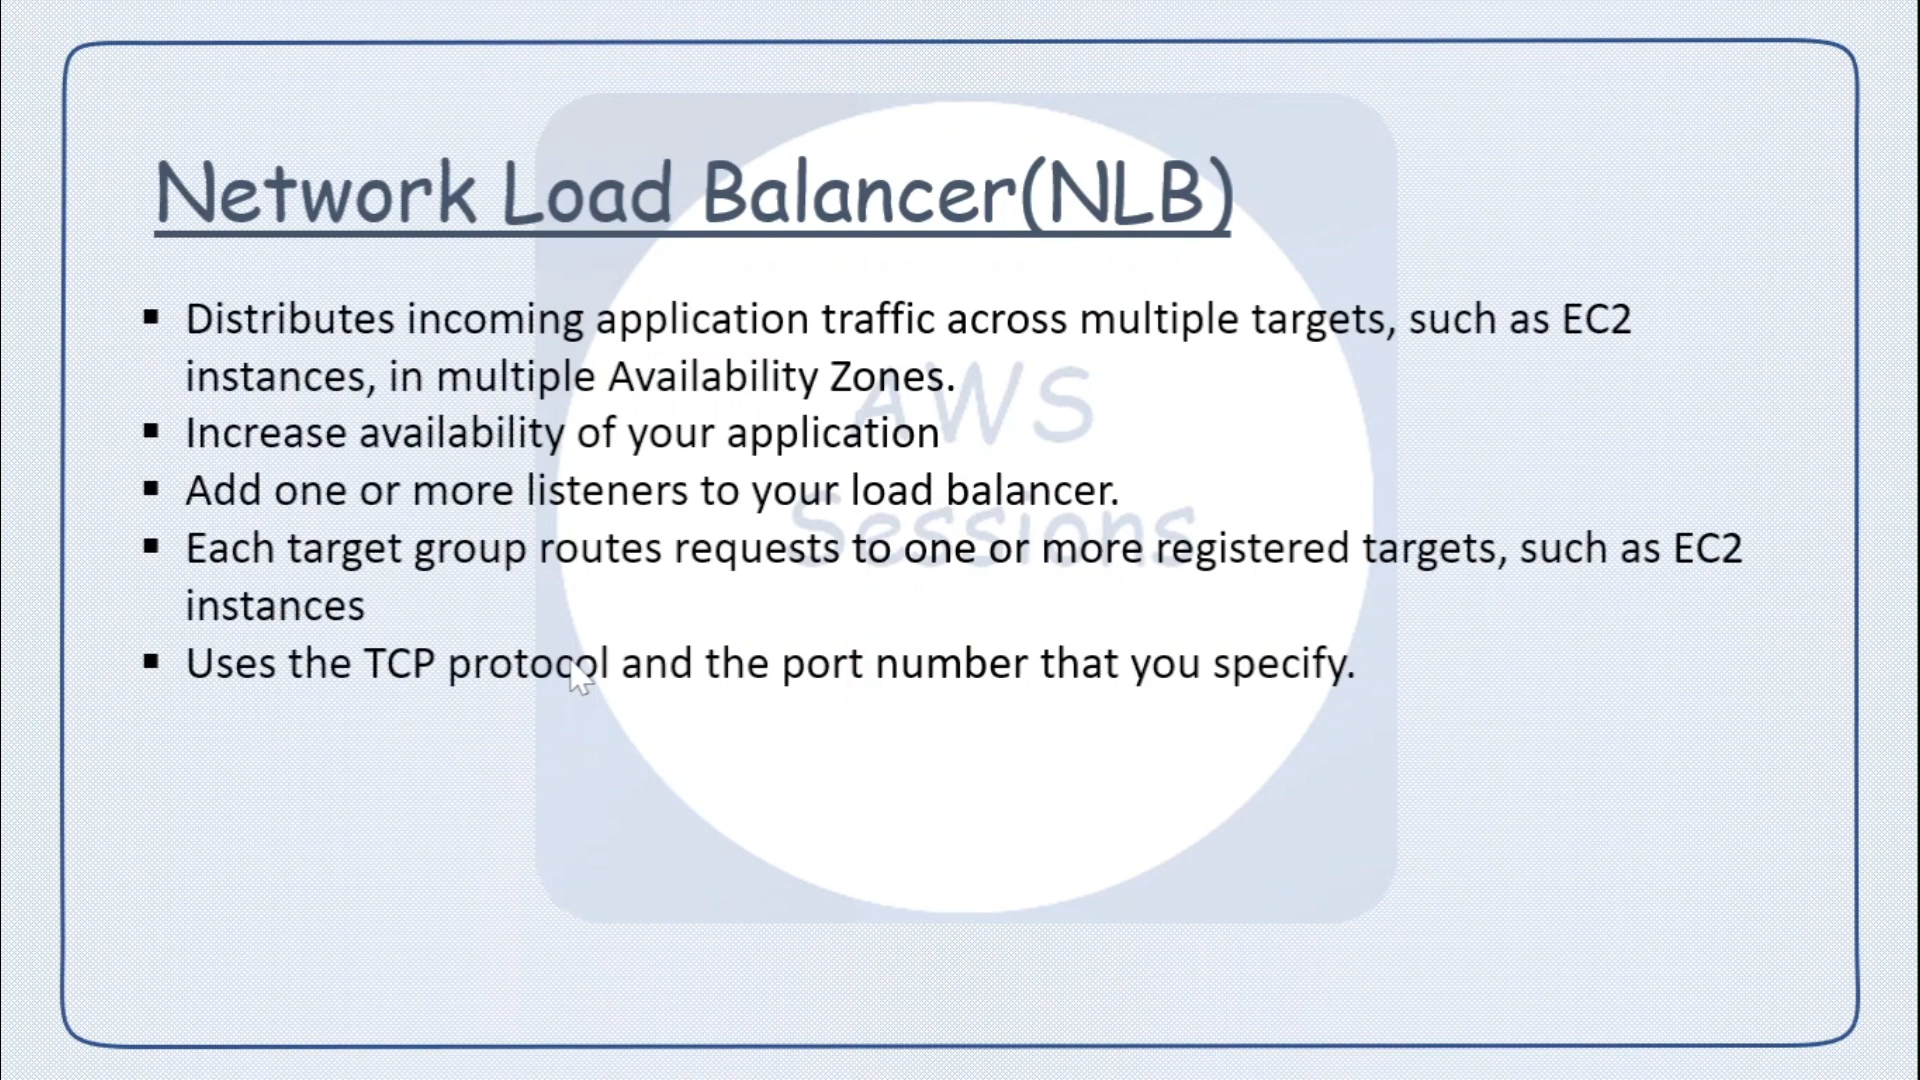 Network Load Balancer(NLB)
▪ Distributes incoming application traffic across multiple targets, such as EC2
instances, in multiple Availability Zones.
▪ Increase availability of your application
▪ Add one or more listeners to your load balancer.
▪ Each target group routes requests to one or more registered targets, such as EC2
instances
▪ Uses the TCP protocol and the port number that you specify.
AWS
Sessions